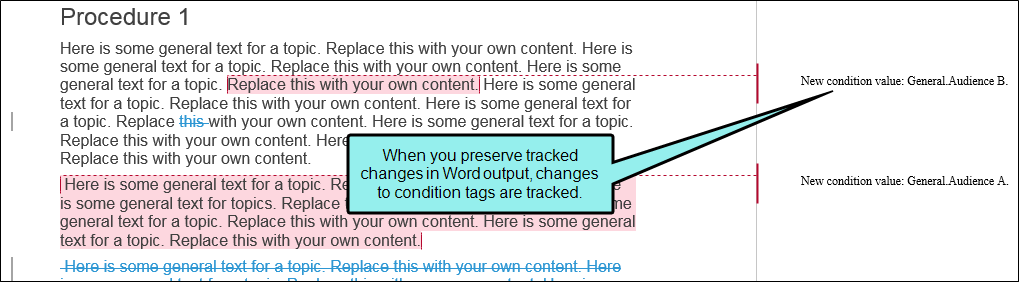 Procedure 1
Here is some general text for a topic. Replace this with your own content. Here is
some general text for a topic. Replace this with your own content. Here is some
general text for a topic. Replace this with your own content. Here is some general
text for a topic. Replace this with your own content. Here is some general text for
a topic. Replace this with your own content. Here is some general text for a topic.
Replace this with your own content. Here
Replace this with your own content.
Here is some general text for a topic.
is some general text for topics. Replace
general text for a topic. Replace this with your own content. Here is some general
text for a topic. Replace this with your own content.
Here is some general text for a topic. Replace this with your own content. Here
New condition value: General.Audience B.
When you preserve tracked
changes in Word output, changes
to condition tags are tracked.
New condition value: General.Audience A.